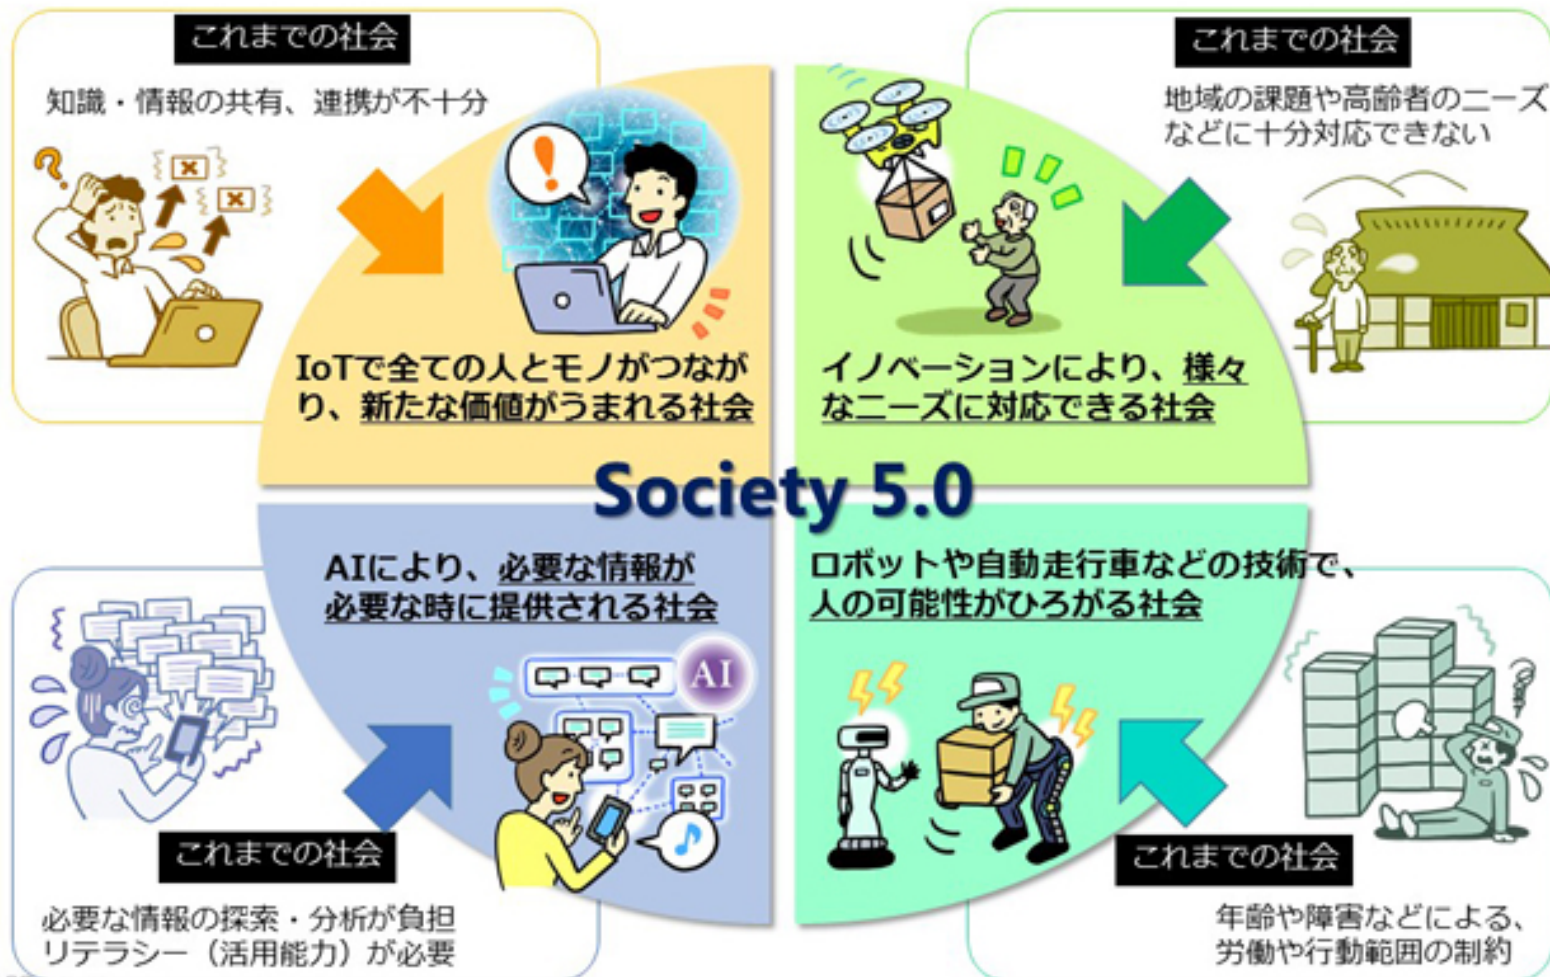 これまでの社会
知識・情報の共有、連携が不十分
?
!
IoTで全ての人とモノがつなが
り、新たな価値がうまれる社会
これまでの社会
地域の課題や高齢者のニーズ
などに十分対応できない
イノベーションにより、様々
なニーズに対応できる社会
Society 5.0
AIにより、必要な情報が
必要な時に提供される社会
AI
これまでの社会
必要な情報の探索・分析が負担
リテラシー（活用能力）が必要
ロボットや自動走行車などの技術で、
人の可能性がひろがる社会
これまでの社会
年齢や障害などによる、
労働や行動範囲の制約